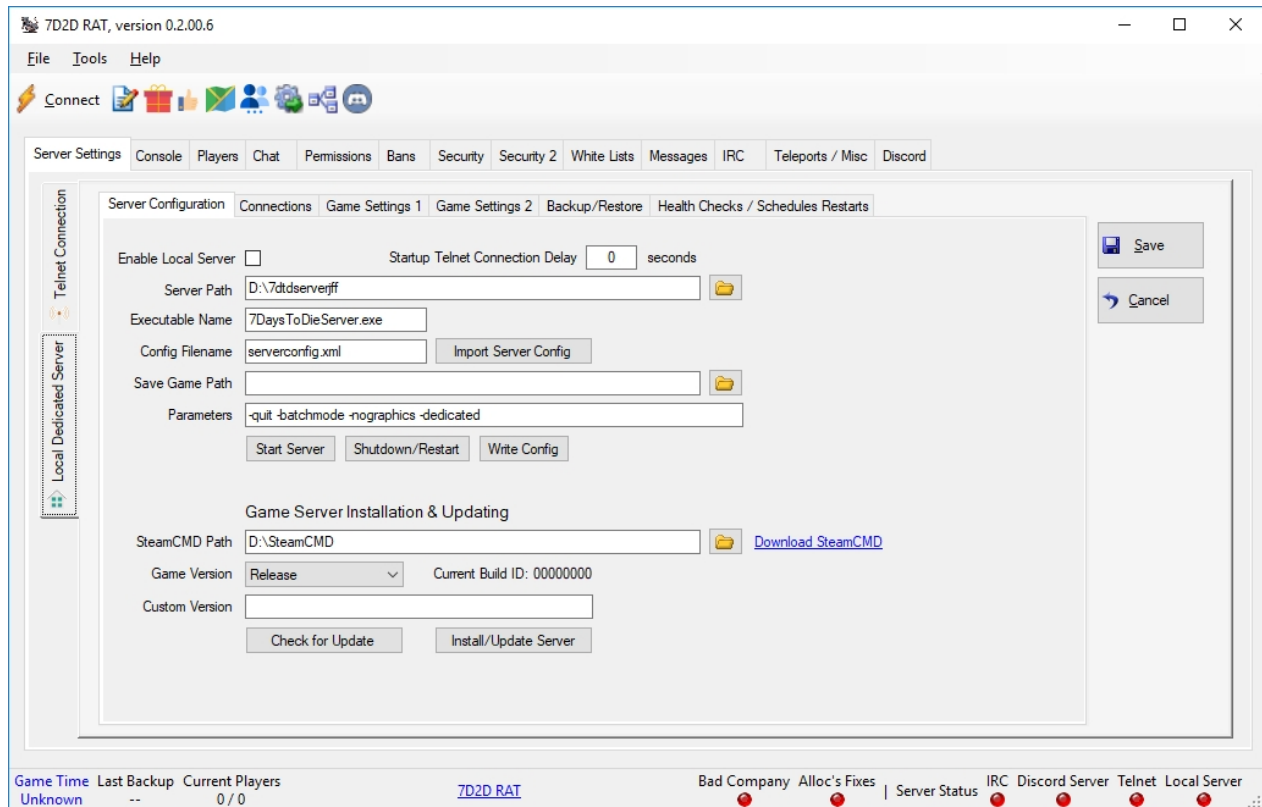 7D2D RAT, version 0.2.00.6
File Tools Help
Connect
Server Settings Console Players Chat Permissions Bans Security Security 2 White Lists Messages IRC Teleports / Misc Discord
Telnet Connection
Local Dedicated Server
Server Configuration Connections Game Settings 1 Game Settings 2 Backup/Restore Health Checks / Schedules Restarts
Enable Local Server Startup Telnet Connection Delay 0 seconds
Server Path D:\7dtdserverjff
Executable Name 7DaysToDieServer.exe
Config Filename serverconfig.xml Import Server Config
Save Game Path
Parameters -quit -batchmode -nographics -dedicated
Start Server Shutdown/Restart Write Config
Game Server Installation & Updating
SteamCMD Path D:\SteamCMD Download SteamCMD
Game Version Release Current Build ID: 00000000
Custom Version
Check for Update Install/Update Server
Save
Cancel
Game Time Last Backup Current Players Bad Company Alloc's Fixes | Server Status IRC Discord Server Telnet Local Server
Unknown -- 0 / 0 7D2D RAT